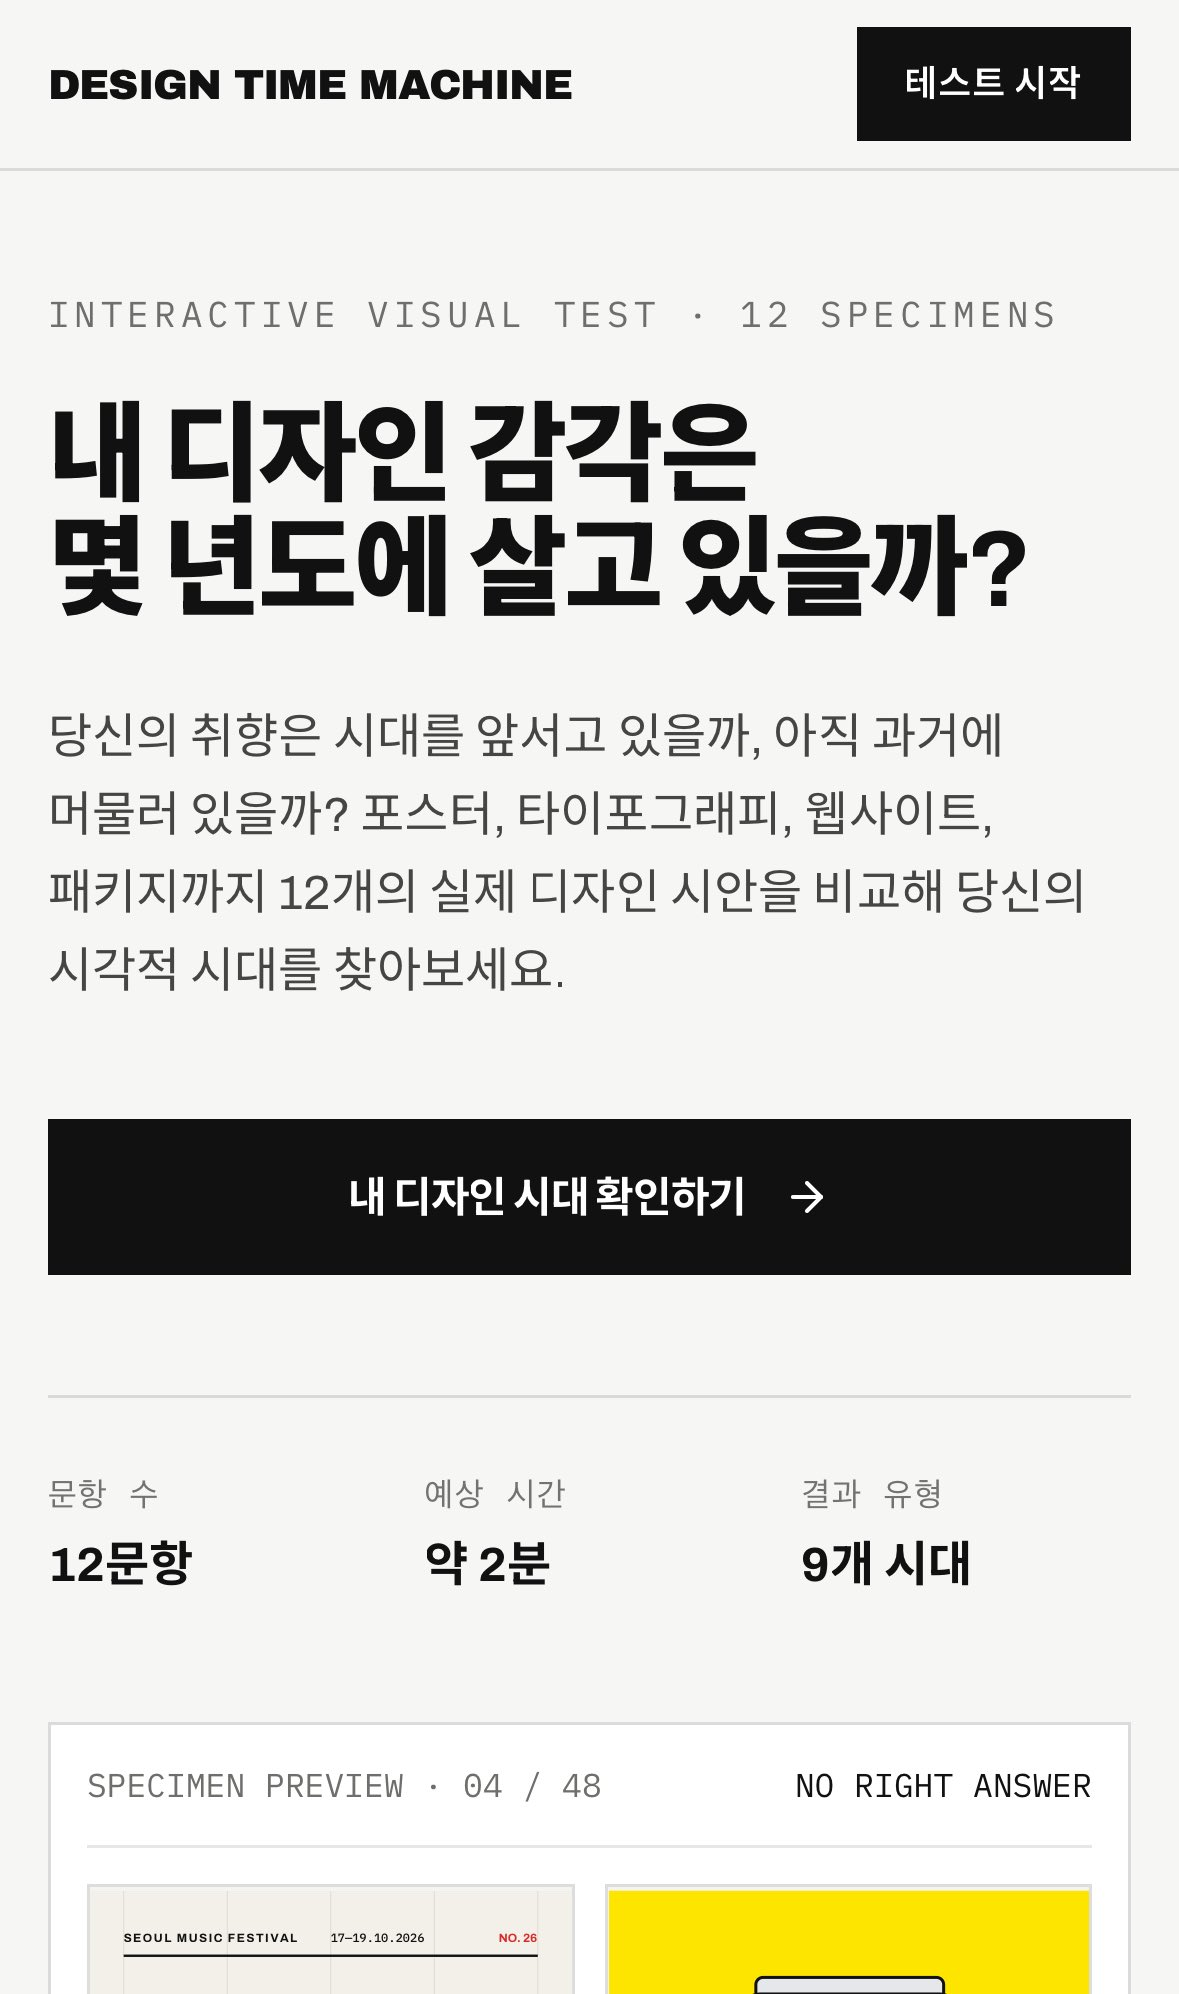 DESIGN TIME MACHINE
테스트 시작
INTERACTIVE VISUAL TEST · 12 SPECIMENS
내 디자인 감각은
몇 년도에 살고 있을까?
당신의 취향은 시대를 앞서고 있을까, 아직 과거에
머물러 있을까? 포스터, 타이포그래피, 웹사이트,
패키지까지 12개의 실제 디자인 시안을 비교해 당신의
시각적 시대를 찾아보세요.
내 디자인 시대 확인하기 →
문항 수
12문항
예상 시간
약 2분
결과 유형
9개 시대
SPECIMEN PREVIEW · 04 / 48
NO RIGHT ANSWER
SEOUL MUSIC FESTIVAL
17–19.10.2026
NO. 26